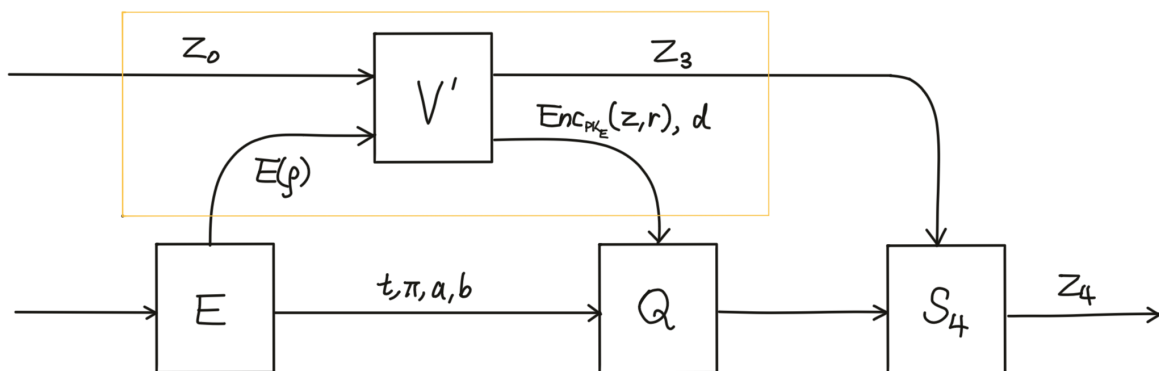 Z₀
V'
Z₃
Enc_{PK_E}(z,r), d
E(ρ)
E
t, π, a, b
Q
S₄
Z₄